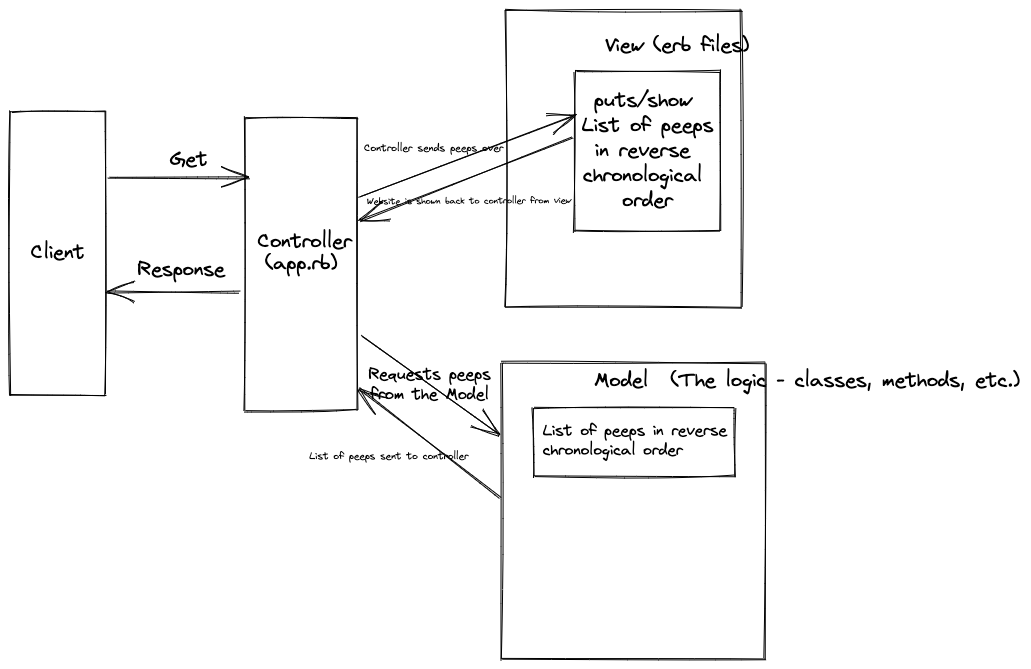 View (erb files)
puts/show
List of peeps
in reverse
chronological
order
Controller sends peeps over
Website is shown back to controller from view
Get
Client
Response
Controller
(app.rb)
Requests peeps
from the Model
List of peeps sent to controller
Model (The logic - classes, methods, etc.)
List of peeps in reverse
chronological order